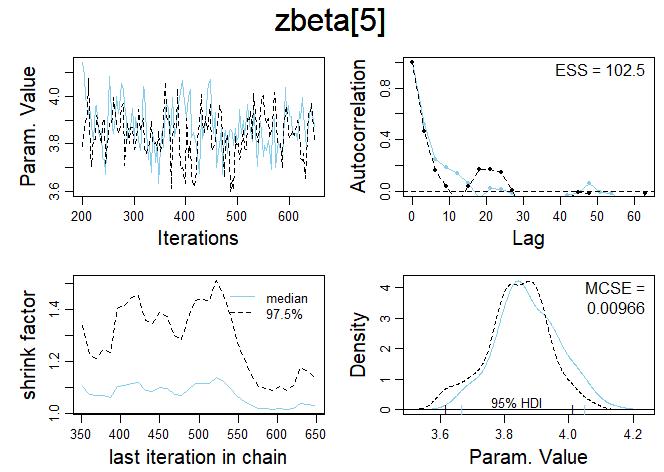 zbeta[5]
Param. Value
3.6 3.8 4.0
200 300 400 500 600
Iterations
Autocorrelation
0.0 0.4 0.8
ESS = 102.5
0 10 20 30 40 50 60
Lag
shrink factor
1.0 1.2 1.4
median
97.5%
350 400 450 500 550 600 650
last iteration in chain
Density
0 1 2 3 4
MCSE =
0.00966
95% HDI
3.6 3.8 4.0 4.2
Param. Value